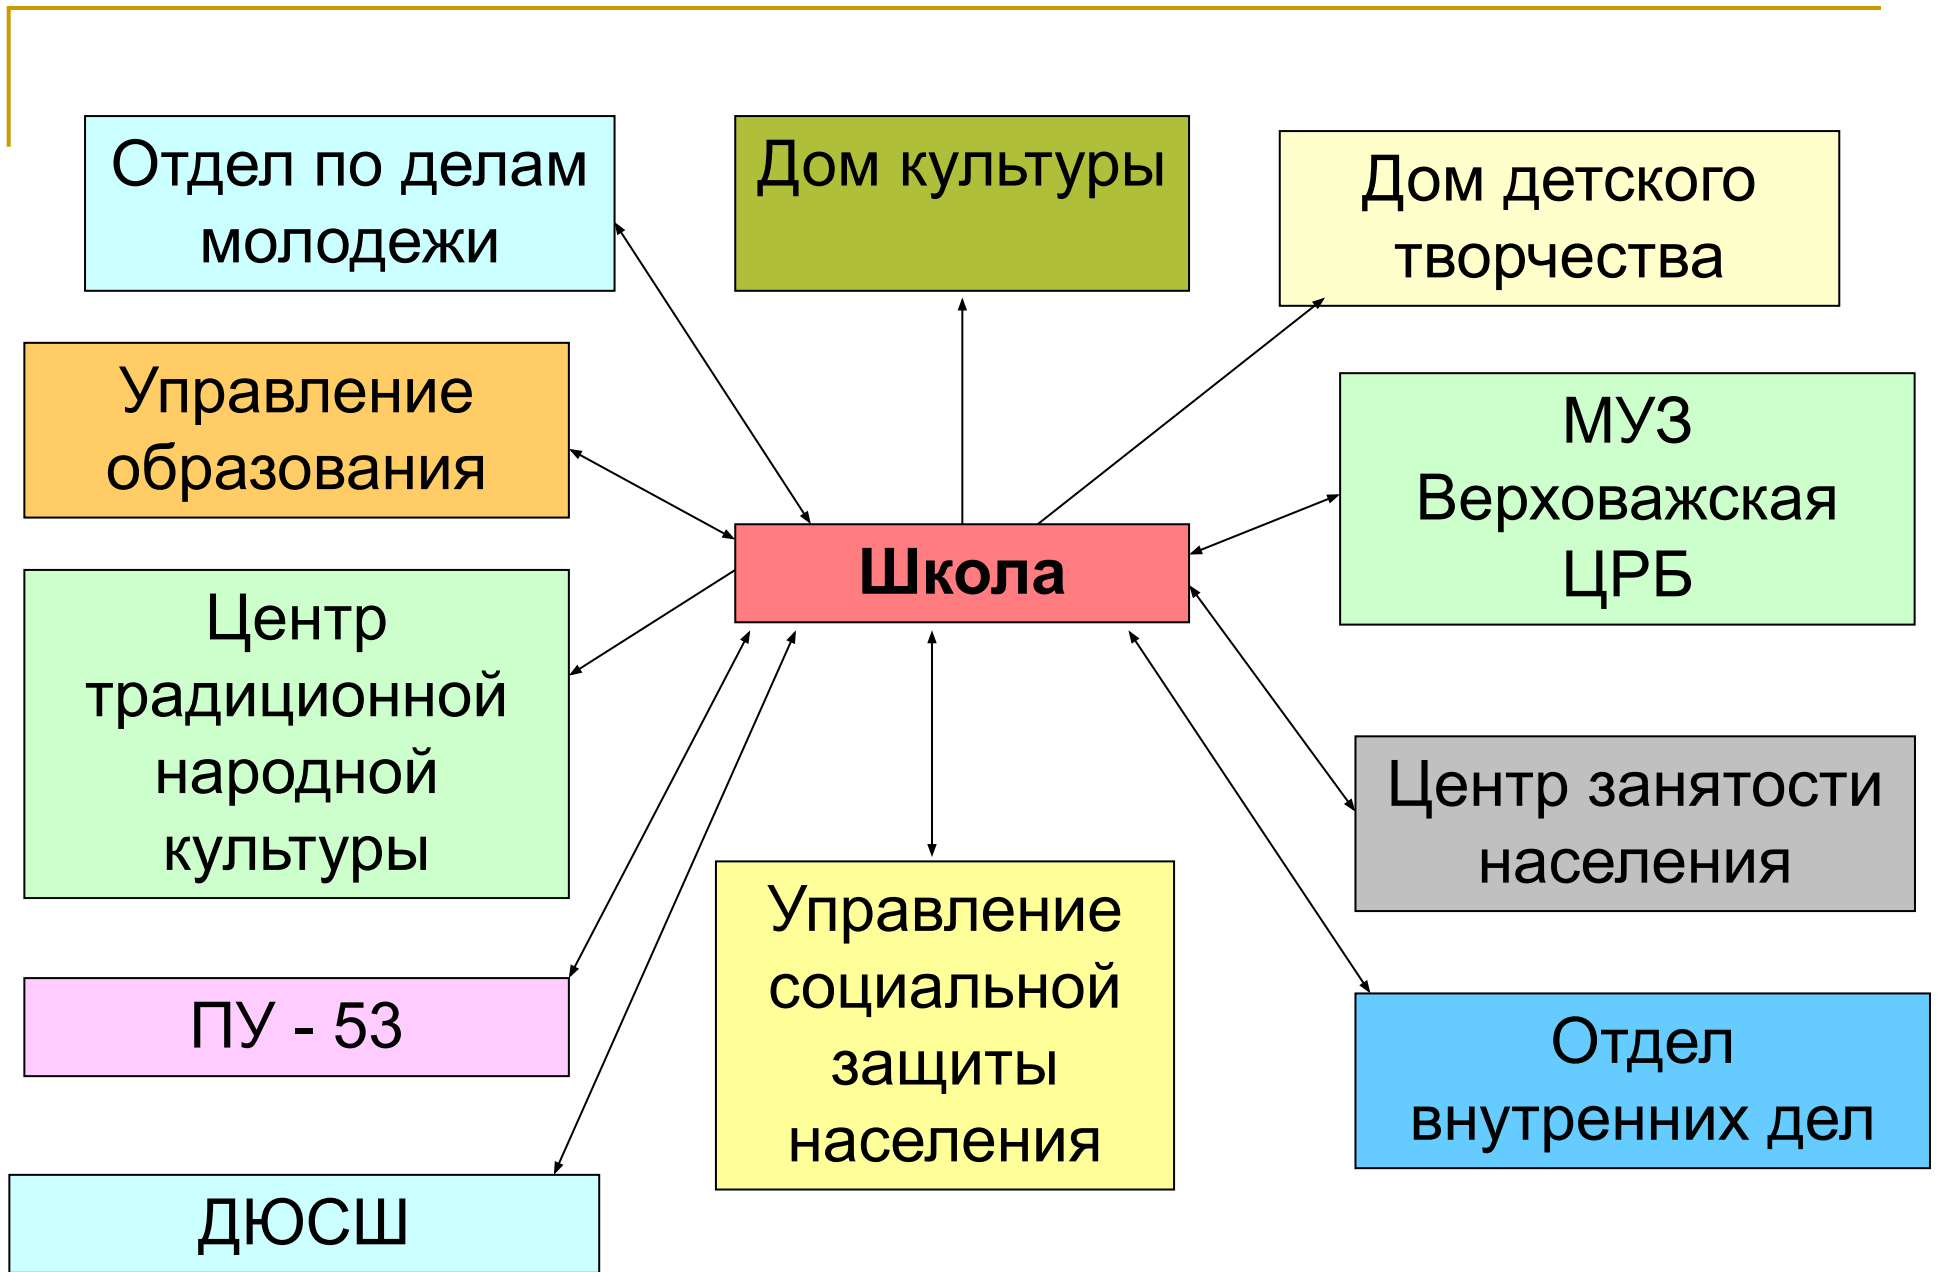 Отдел по делам
молодежи
Дом культуры
Дом детского
творчества
Управление
образования
МУЗ
Верховажская
ЦРБ
Школа
Центр
традиционной
народной
культуры
Центр занятости
населения
Управление
социальной
защиты
населения
ПУ - 53
Отдел
внутренних дел
ДЮСШ